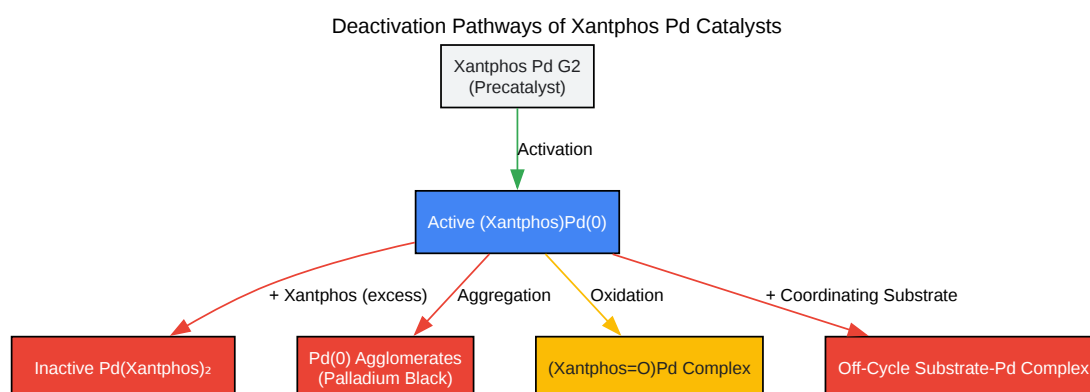 Deactivation Pathways of Xantphos Pd Catalysts
Xantphos Pd G2
(Precatalyst)
Activation
Active (Xantphos)Pd(0)
+ Xantphos (excess)
Aggregation
Oxidation
+ Coordinating Substrate
Inactive Pd(Xantphos)₂
Pd(0) Agglomerates
(Palladium Black)
(Xantphos=O)Pd Complex
Off-Cycle Substrate-Pd Complex